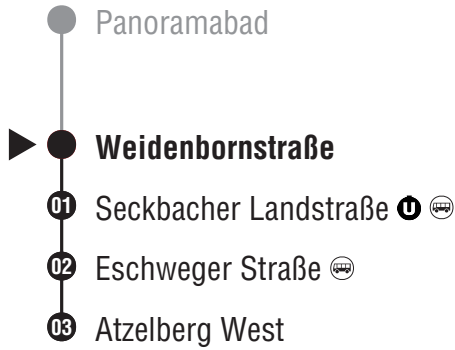 Panoramabad
Weidenbornstraße
01 Seckbacher Landstraße U
02 Eschweger Straße
03 Atzelberg West